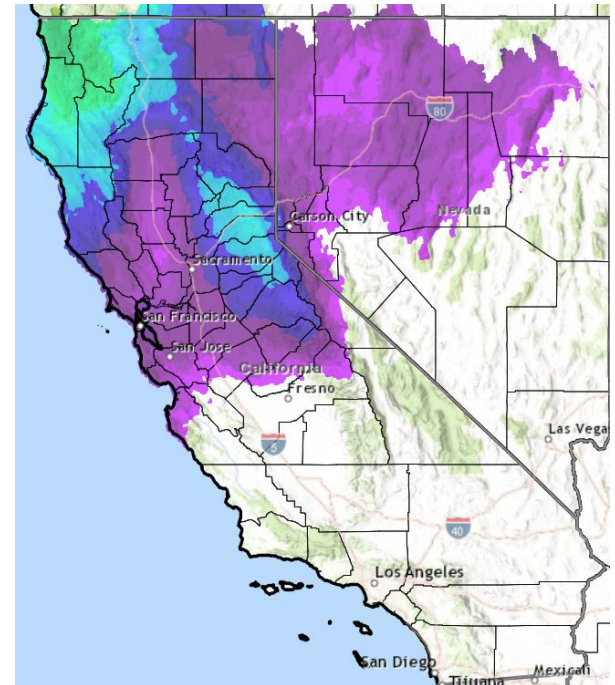 80
Carson City
Nevada
Sacramento
San Francisco
San Jose
California
Fresno
5
Las Vegas
40
Los Angeles
San Diego
Tijuana
Mexicali